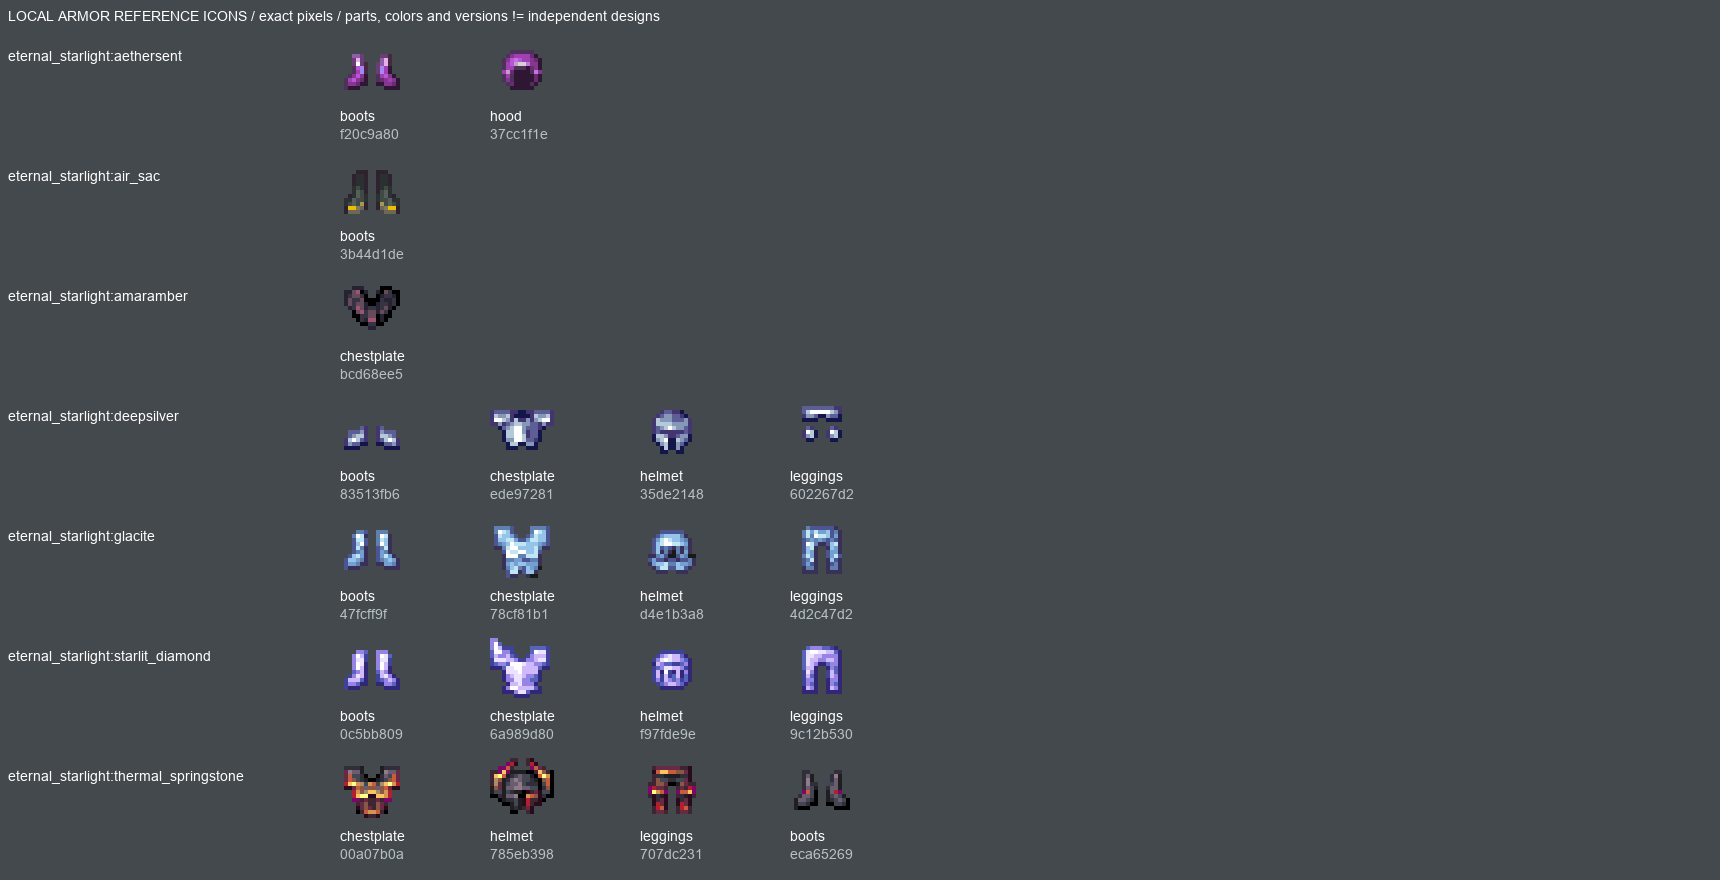 LOCAL ARMOR REFERENCE ICONS / exact pixels / parts, colors and versions != independent designs
eternal_starlight:aethersent
boots hood
f20c9a80 37cc1f1e
eternal_starlight:air_sac
boots
3b44d1de
eternal_starlight:amaramber
chestplate
bcd68ee5
eternal_starlight:deepsilver
boots chestplate helmet leggings
83513fb6 ede97281 35de2148 602267d2
eternal_starlight:glacite
boots chestplate helmet leggings
47fcff9f 78cf81b1 d4e1b3a8 4d2c47d2
eternal_starlight:starlit_diamond
boots chestplate helmet leggings
0c5bb809 6a989d80 f97fde9e 9c12b530
eternal_starlight:thermal_springstone
chestplate helmet leggings boots
00a07b0a 785eb398 707dc231 eca65269